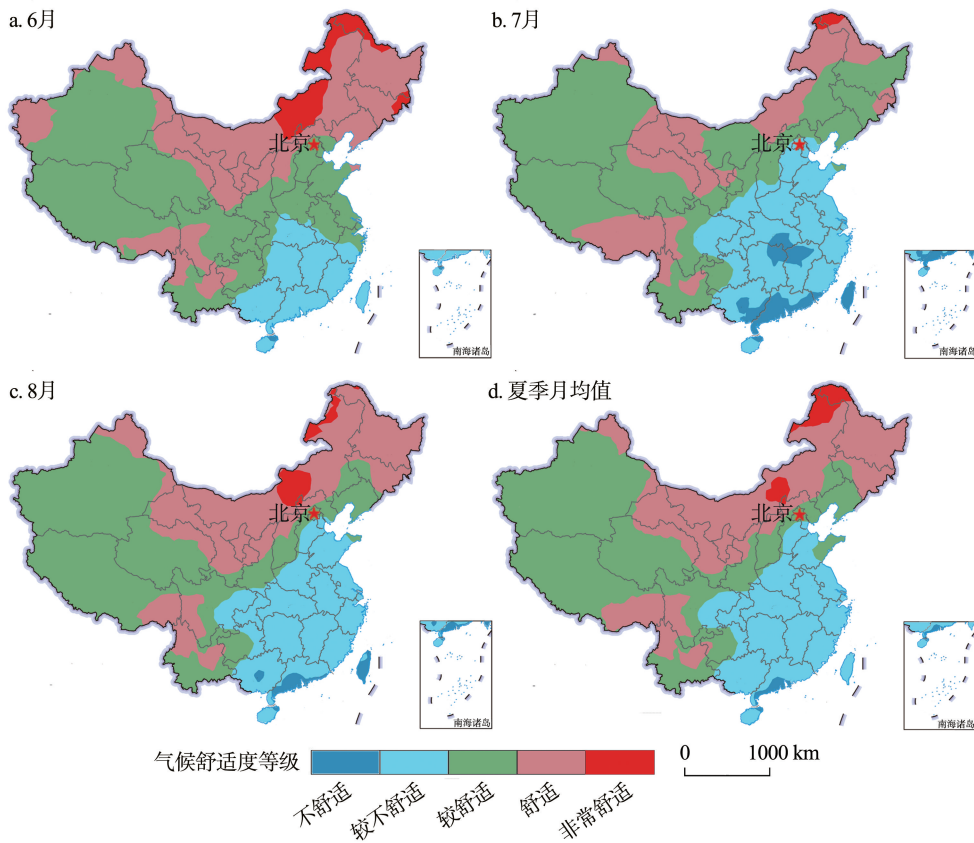 a. 6月
北京
南海诸岛
b. 7月
北京
南海诸岛
c. 8月
北京
南海诸岛
d. 夏季月均值
北京
南海诸岛
气候舒适度等级
不舒适
较不舒适
较舒适
舒适
非常舒适
0 1000 km